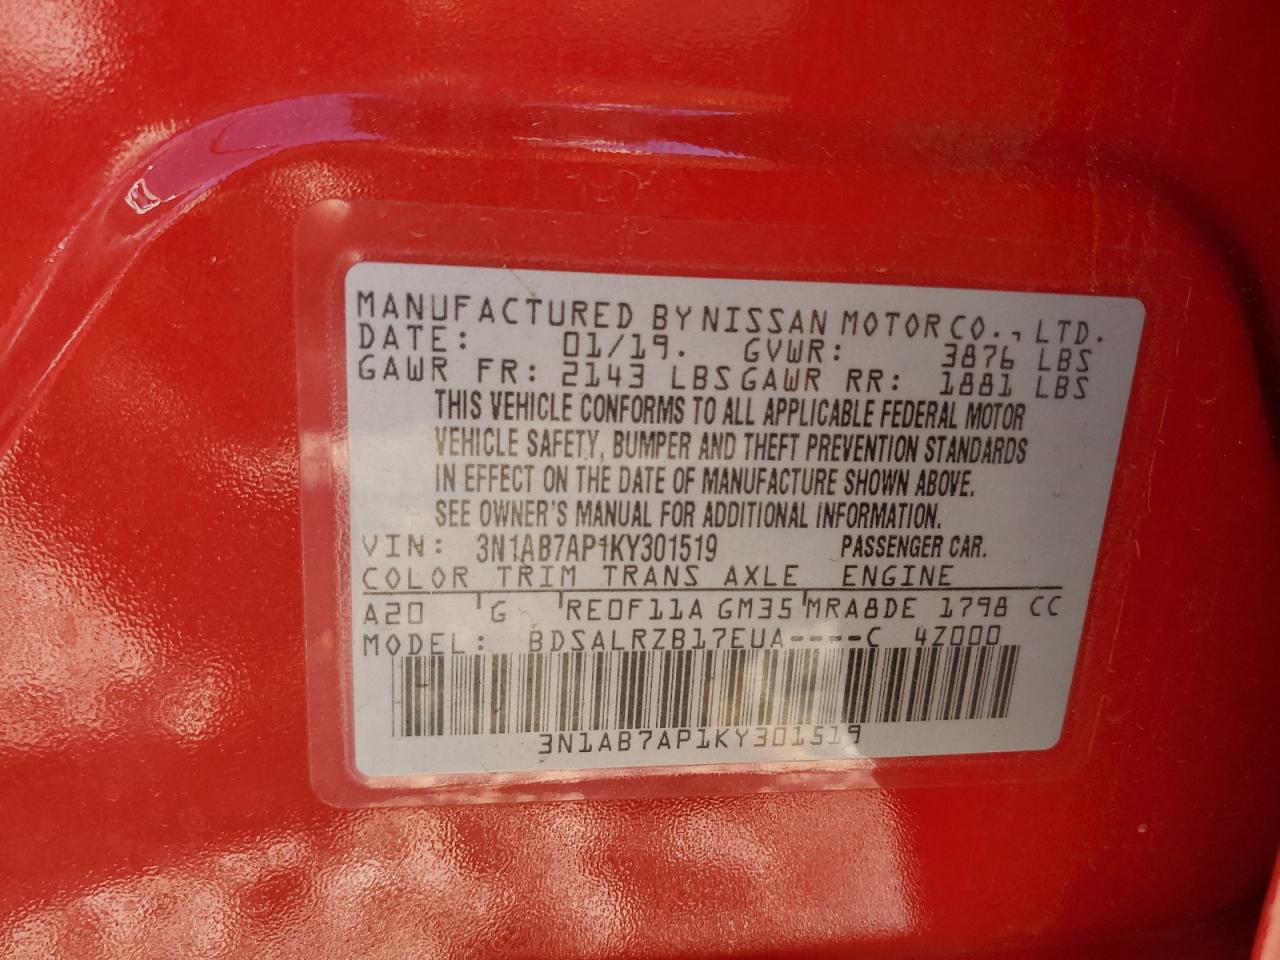 MANUFACTURED BY NISSAN MOTOR CO., LTD.
DATE: 01/19. GVWR: 3876 LBS
GAWR FR: 2143 LBS GAWR RR: 1881 LBS
THIS VEHICLE CONFORMS TO ALL APPLICABLE FEDERAL MOTOR
VEHICLE SAFETY, BUMPER AND THEFT PREVENTION STANDARDS
IN EFFECT ON THE DATE OF MANUFACTURE SHOWN ABOVE.
SEE OWNER'S MANUAL FOR ADDITIONAL INFORMATION.
VIN: 3N1AB7AP1KY301519 PASSENGER CAR.
COLOR TRIM TRANS AXLE ENGINE
A20 G RE0F11A GM35 MRA8DE 1798 CC
MODEL: BDSALRZB17EUA----C 4Z000
3N1AB7AP1KY301519